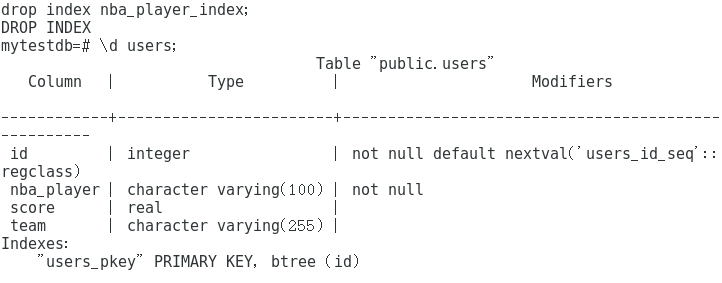 drop index nba_player_index;
DROP INDEX
mytestdb=# \d users;
Table "public.users"
Column | Type | Modifiers
------------+------------------------+------------------------------------------
----------
id | integer | not null default nextval('users_id_seq'::
regclass)
nba_player | character varying(100) | not null
score | real |
team | character varying(255) |
Indexes:
"users_pkey" PRIMARY KEY, btree (id)